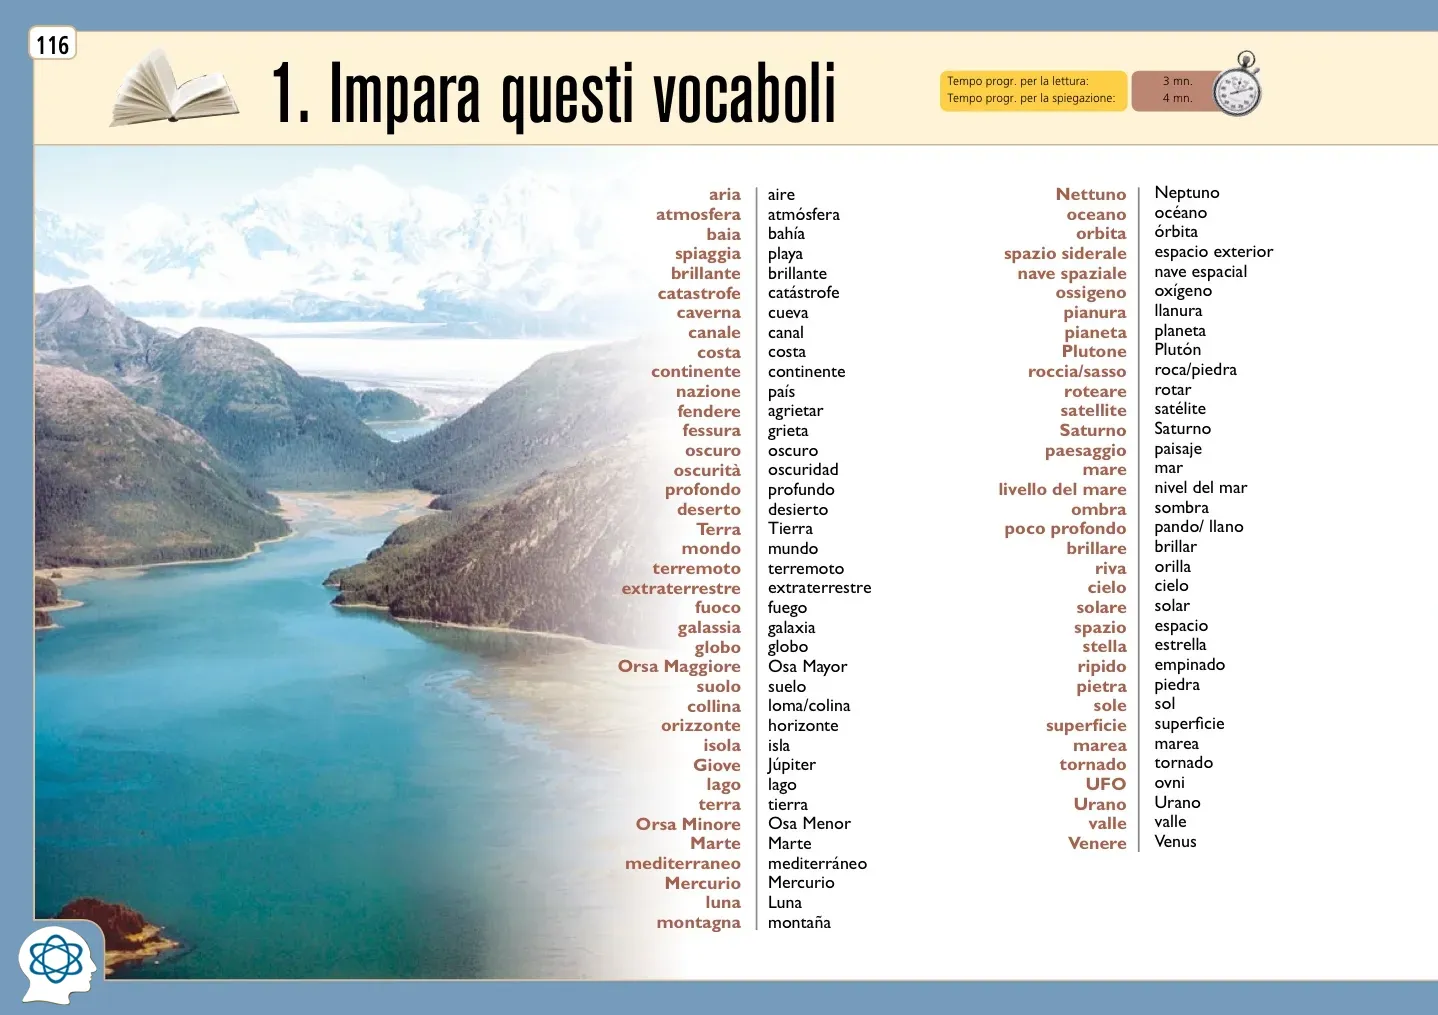 116
1. Impara questi vocaboli
Tempo progr. per la lettura: 3 mn.
Tempo progr. per la spiegazione: 4 mn.
aria aire
atmosfera atmósfera
baia bahía
spiaggia playa
brillante brillante
catastrofe catástrofe
caverna cueva
canale canal
costa costa
continente continente
nazione país
fendere agrietar
fessura grieta
oscuro oscuro
oscurità oscuridad
profondo profundo
deserto desierto
Terra Tierra
mondo mundo
terremoto terremoto
extraterrestre extraterrestre
fuoco fuego
galassia galaxia
globo globo
Orsa Maggiore Osa Mayor
suolo suelo
collina loma/colina
orizzonte horizonte
isola isla
Giove Júpiter
lago lago
terra tierra
Orsa Minore Osa Menor
Marte Marte
mediterraneo mediterráneo
Mercurio Mercurio
luna Luna
montagna montaña
Nettuno Neptuno
oceano océano
orbita órbita
spazio siderale espacio exterior
nave spaziale nave espacial
ossigeno oxígeno
pianura llanura
pianeta planeta
Plutone Plutón
roccia/sasso roca/piedra
roteare rotar
satellite satélite
Saturno Saturno
paesaggio paisaje
mare mar
livello del mare nivel del mar
ombra sombra
poco profondo pando/ llano
brillare brillar
riva orilla
cielo cielo
solare solar
spazio espacio
stella estrella
ripido empinado
pietra piedra
sole sol
superficie superficie
marea marea
tornado tornado
UFO ovni
Urano Urano
valle valle
Venere Venus